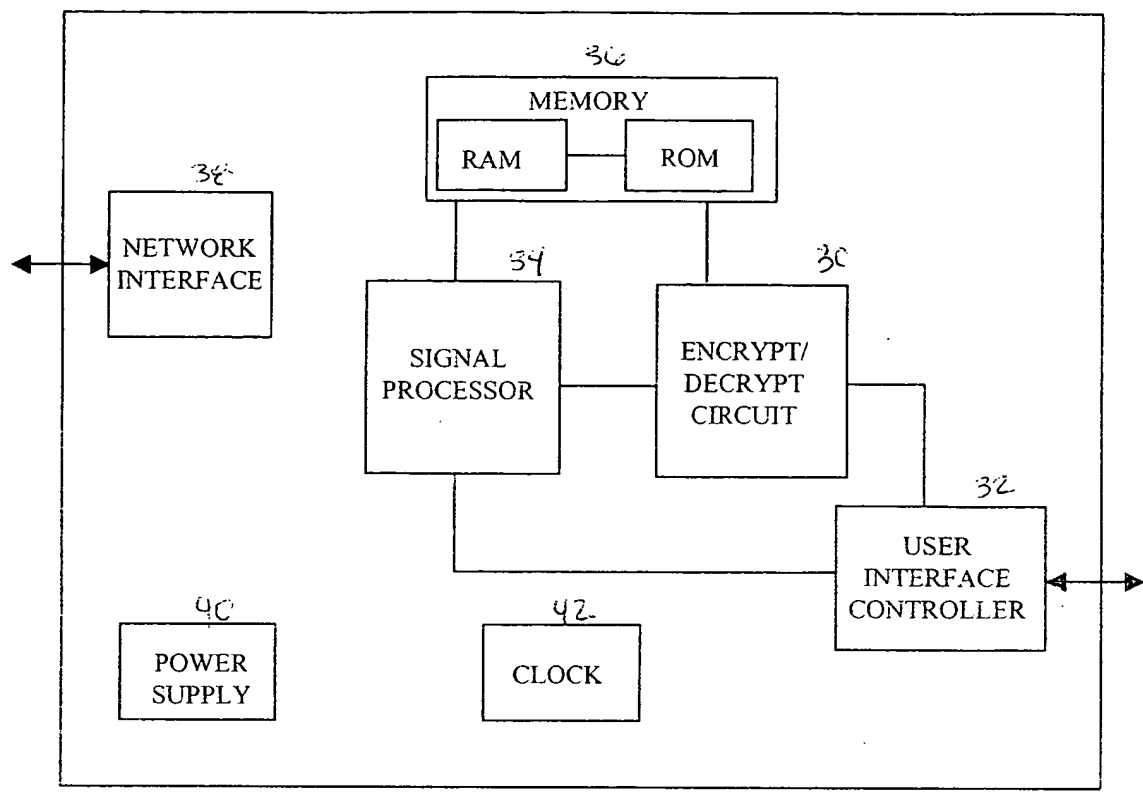 36
MEMORY
RAM
ROM
38
NETWORK
INTERFACE
34
SIGNAL
PROCESSOR
30
ENCRYPT/
DECRYPT
CIRCUIT
32
USER
INTERFACE
CONTROLLER
40
POWER
SUPPLY
42
CLOCK